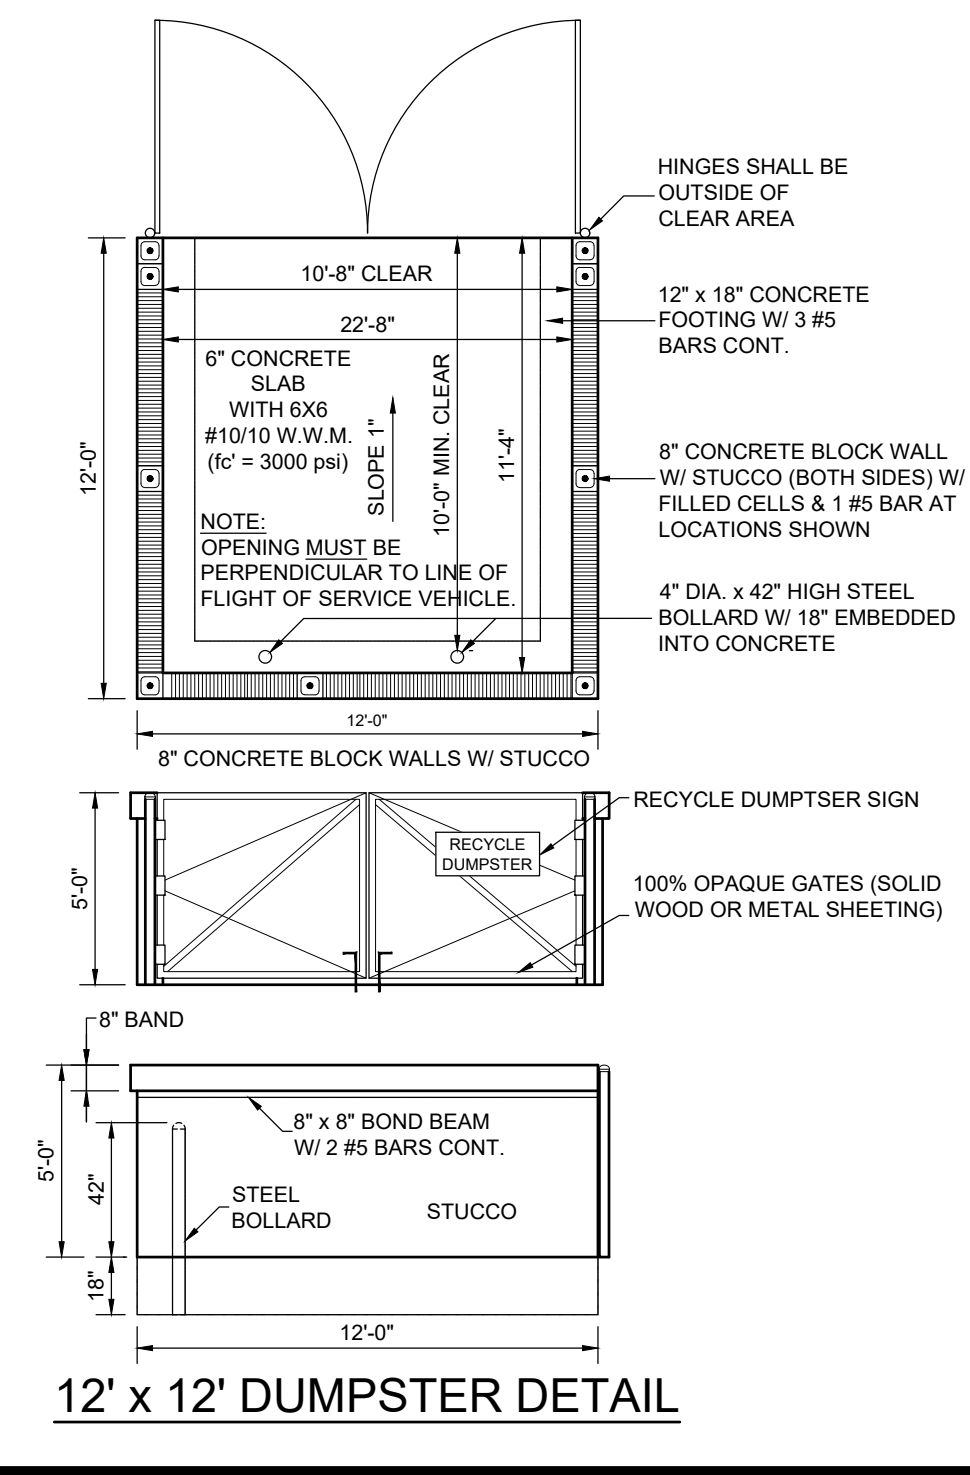 HINGES SHALL BE
OUTSIDE OF
CLEAR AREA
10'-8" CLEAR
12" x 18" CONCRETE
FOOTING W/ 3 #5
BARS CONT.
22'-8"
6" CONCRETE
SLAB
WITH 6X6
#10/10 W.W.M.
(fc' = 3000 psi)
SLOPE 1"
10'-0" MIN. CLEAR
11'-4"
12'-0"
8" CONCRETE BLOCK WALL
W/ STUCCO (BOTH SIDES) W/
FILLED CELLS & 1 #5 BAR AT
LOCATIONS SHOWN
NOTE:
OPENING MUST BE
PERPENDICULAR TO LINE OF
FLIGHT OF SERVICE VEHICLE.
4" DIA. x 42" HIGH STEEL
BOLLARD W/ 18" EMBEDDED
INTO CONCRETE
12'-0"
8" CONCRETE BLOCK WALLS W/ STUCCO
RECYCLE DUMPTSER SIGN
RECYCLE
DUMPSTER
5'-0"
100% OPAQUE GATES (SOLID
WOOD OR METAL SHEETING)
8" BAND
8" x 8" BOND BEAM
W/ 2 #5 BARS CONT.
5'-0"
42"
STEEL
BOLLARD
STUCCO
18"
12'-0"
12' x 12' DUMPSTER DETAIL